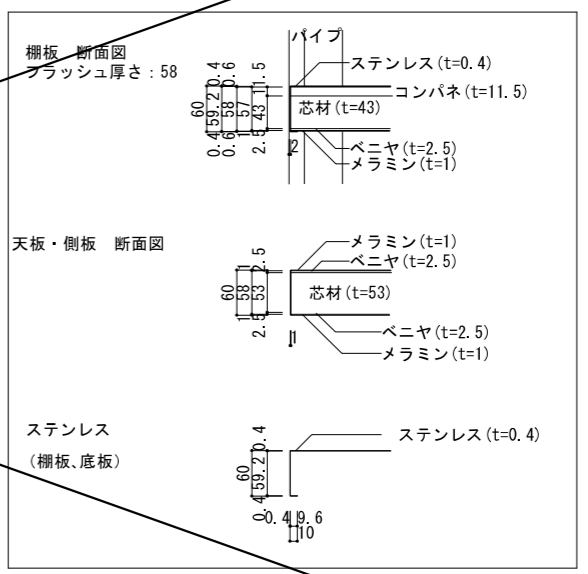 パイプ
棚板　断面図
フラッシュ厚さ：58
ステンレス(t=0.4)
コンパネ(t=11.5)
芯材(t=43)
ベニヤ(t=2.5)
メラミン(t=1)
60
0.4 59.2 0.4
0.6 58 0.6
1 57
2.5 43 11.5
2
天板・側板　断面図
メラミン(t=1)
ベニヤ(t=2.5)
芯材(t=53)
ベニヤ(t=2.5)
メラミン(t=1)
60
1 58 1
2.5 53 2.5
1
ステンレス
（棚板、底板）
ステンレス(t=0.4)
60
0.4 59.2 0.4
0.4 9.6
10